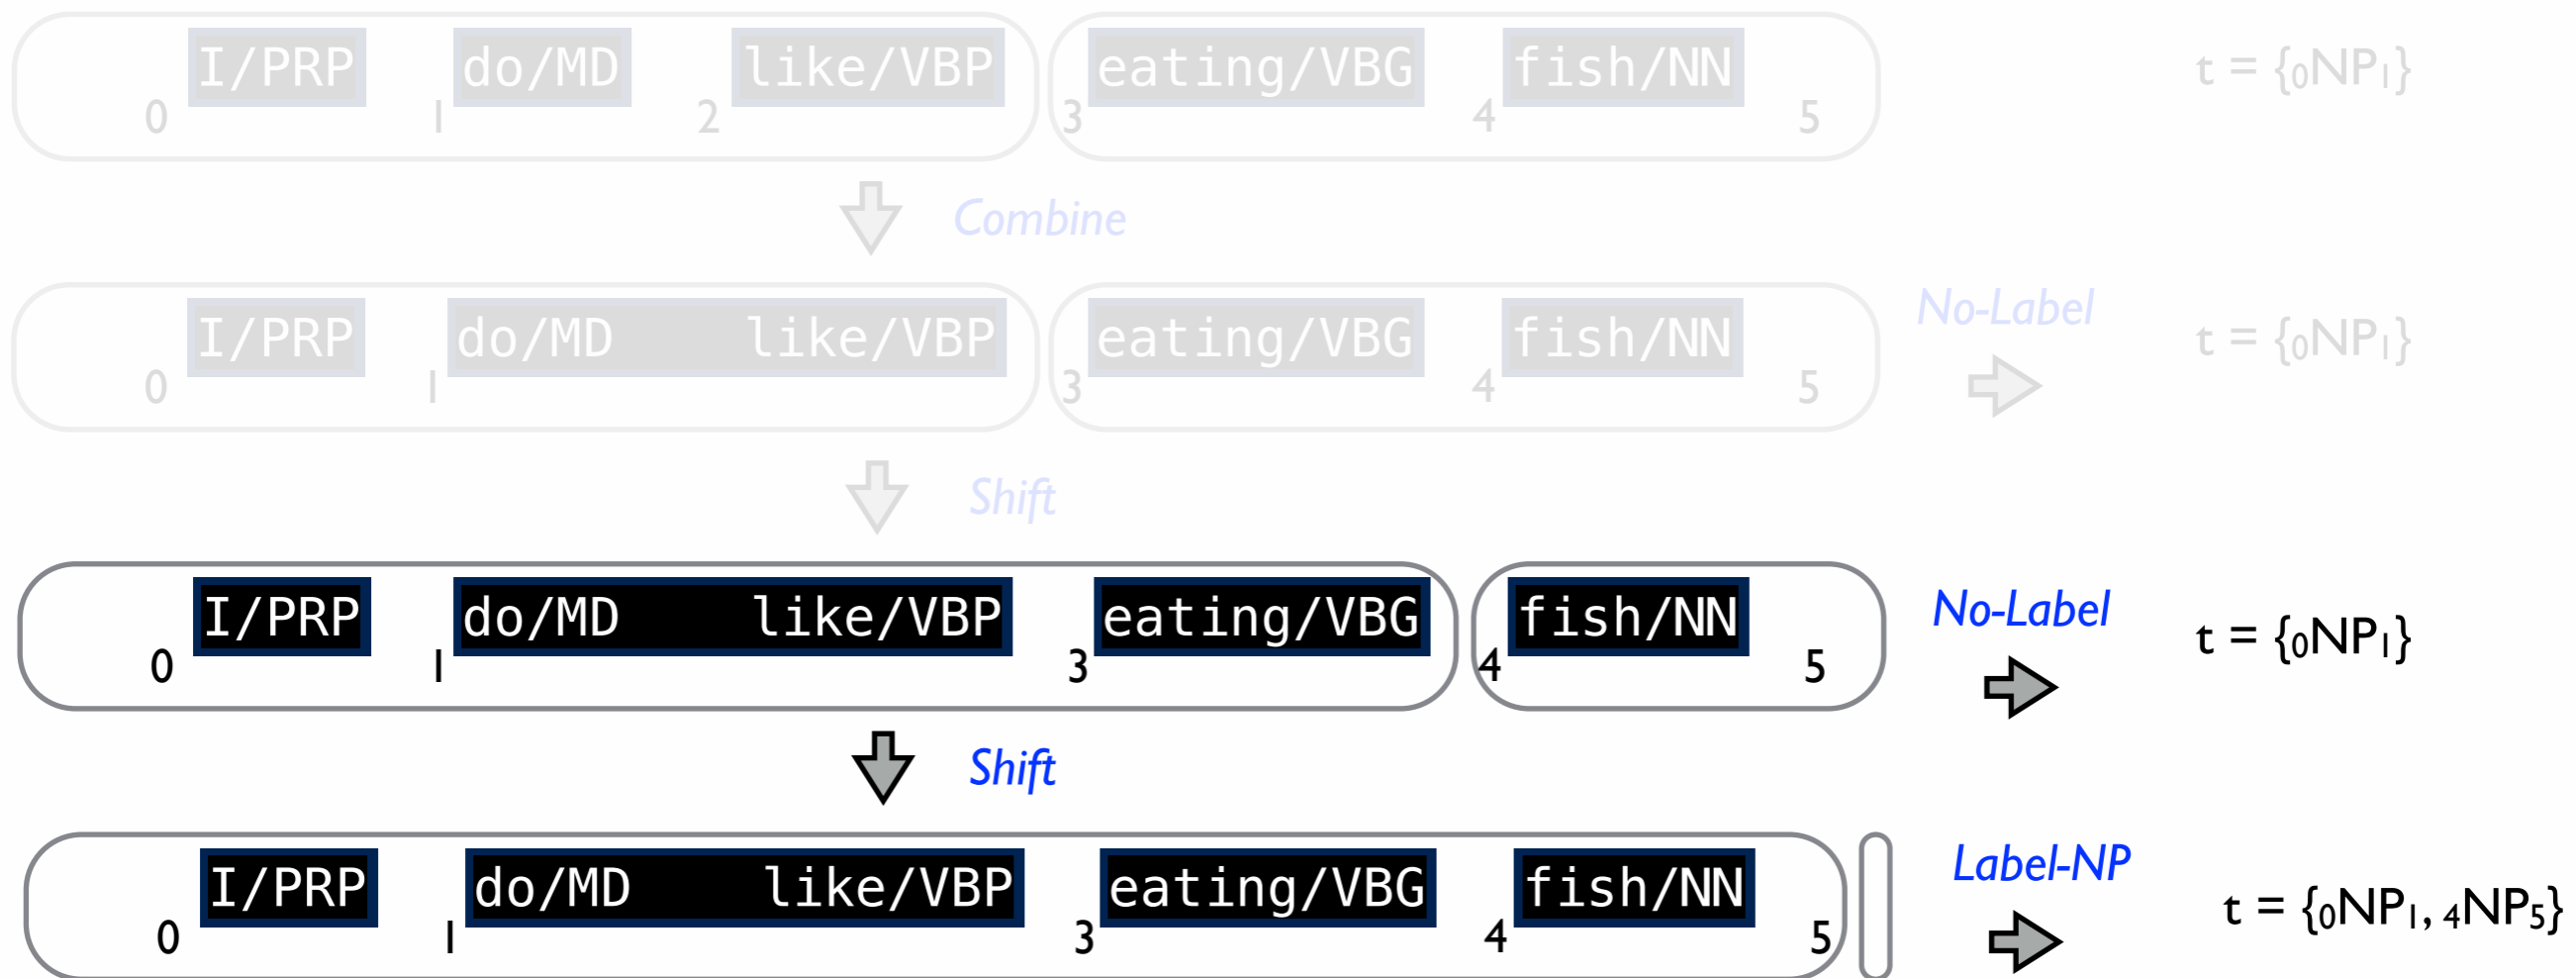 I/PRP do/MD like/VBP eating/VBG fish/NN t = {₀NP₁}
0 1 2 3 4 5
Combine
I/PRP do/MD like/VBP eating/VBG fish/NN No-Label t = {₀NP₁}
0 1 3 4 5
Shift
I/PRP do/MD like/VBP eating/VBG fish/NN No-Label t = {₀NP₁}
0 1 3 4 5
Shift
I/PRP do/MD like/VBP eating/VBG fish/NN Label-NP t = {₀NP₁, ₄NP₅}
0 1 3 4 5